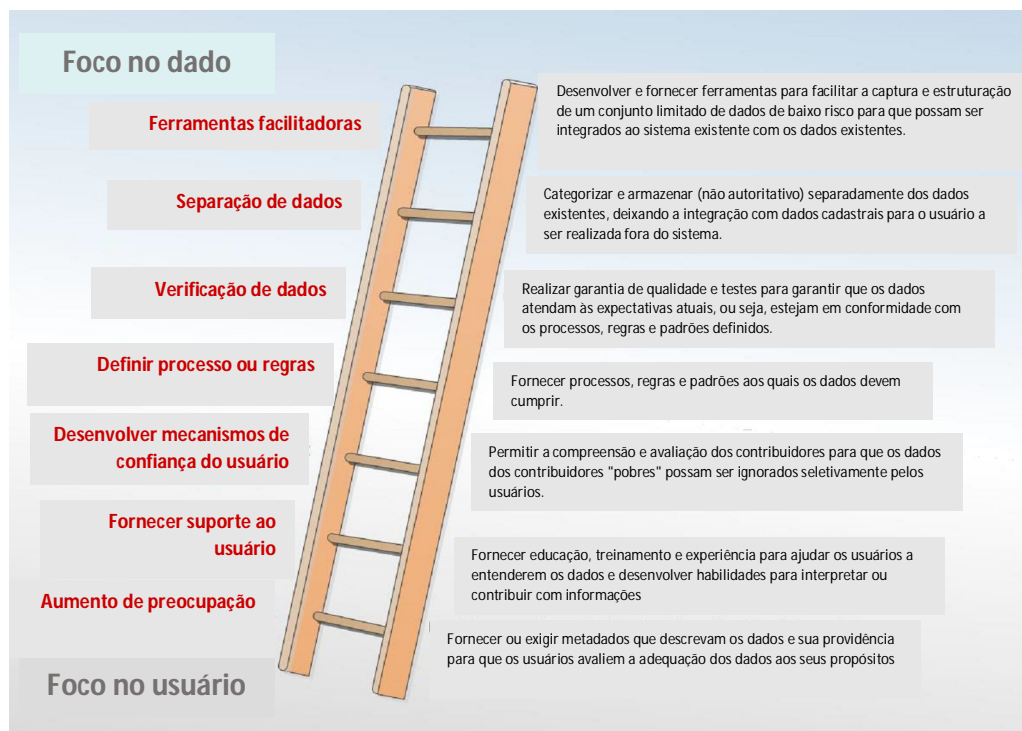 Foco no dado
Ferramentas facilitadoras
Desenvolver e fornecer ferramentas para facilitar a captura e estruturação
de um conjunto limitado de dados de baixo risco para que possam ser
integrados ao sistema existente com os dados existentes.
Separação de dados
Categorizar e armazenar (não autoritativo) separadamente dos dados
existentes, deixando a integração com dados cadastrais para o usuário a
ser realizada fora do sistema.
Verificação de dados
Realizar garantia de qualidade e testes para garantir que os dados
atendam às expectativas atuais, ou seja, estejam em conformidade com
os processos, regras e padrões definidos.
Definir processo ou regras
Fornecer processos, regras e padrões aos quais os dados devem
cumprir.
Desenvolver mecanismos de
confiança do usuário
Permitir a compreensão e avaliação dos contribuidores para que os dados
dos contribuidores "pobres" possam ser ignorados seletivamente pelos
usuários.
Fornecer suporte ao
usuário
Fornecer educação, treinamento e experiência para ajudar os usuários a
entenderem os dados e desenvolver habilidades para interpretar ou
contribuir com informações
Aumento de preocupação
Fornecer ou exigir metadados que descrevam os dados e sua providência
para que os usuários avaliem a adequação dos dados aos seus propósitos
Foco no usuário